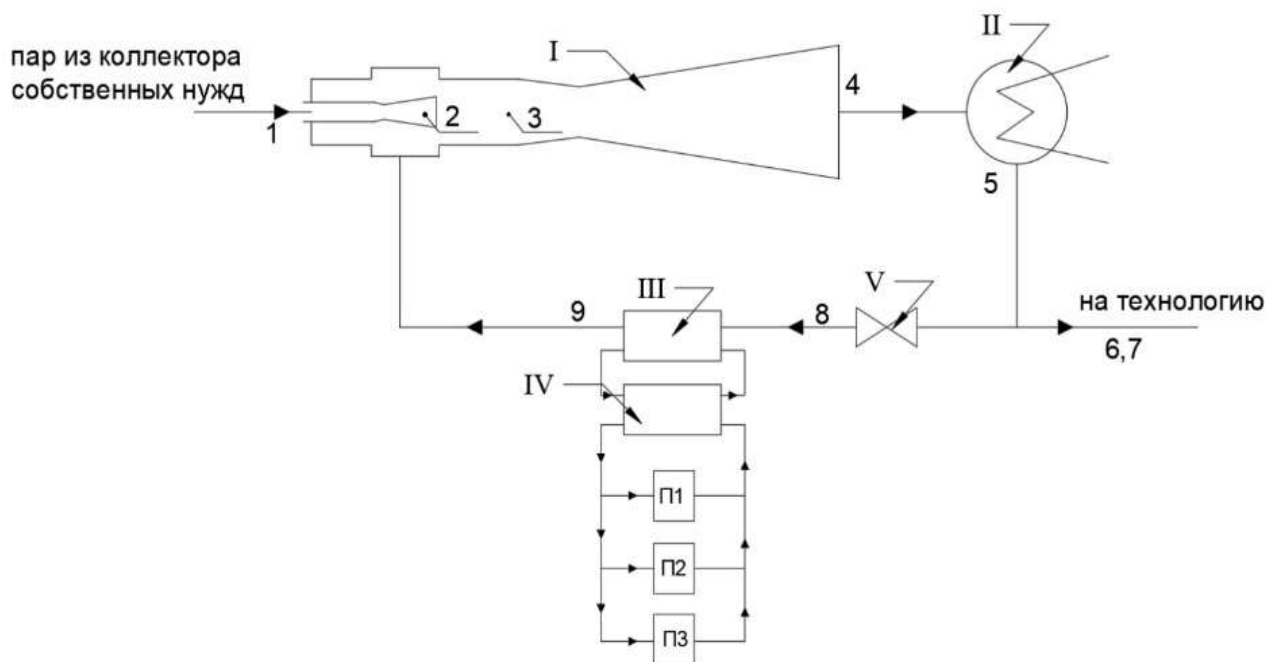 пар из коллектора
собственных нужд
1
2
3
I
4
II
5
III
9
8
V
на технологию
6,7
IV
П1
П2
П3